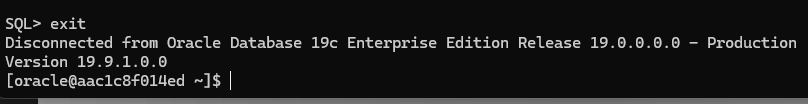 SQL> exit
Disconnected from Oracle Database 19c Enterprise Edition Release 19.0.0.0.0 - Production
Version 19.9.1.0.0
[oracle@aac1c8f014ed ~]$